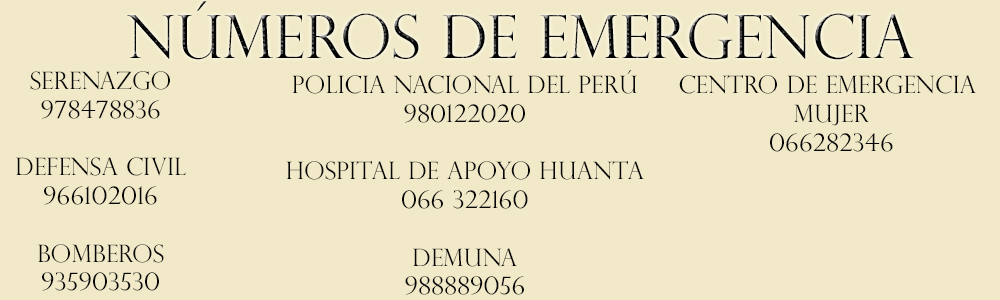 NÚMEROS DE EMERGENCIA
SERENAZGO
978478836
DEFENSA CIVIL
966102016
BOMBEROS
935903530
POLICIA NACIONAL DEL PERÚ
980122020
HOSPITAL DE APOYO HUANTA
066 322160
DEMUNA
988889056
CENTRO DE EMERGENCIA
MUJER
066282346